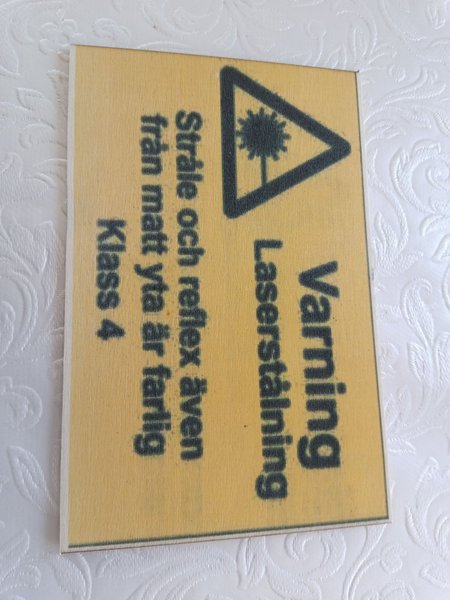 Varning
Laserstålning
Stråle och reflex även
från matt yta är farlig
Klass 4